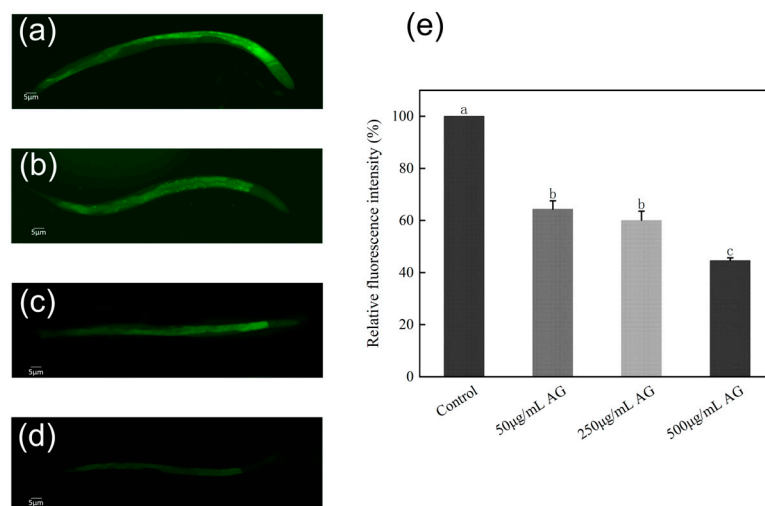 (a)
5μm
(b)
5μm
(c)
5μm
(d)
5μm
(e)
Relative fluorescence intensity (%)
100
80
60
40
20
0
a
b
b
c
Control
50μg/mL AG
250μg/mL AG
500μg/mL AG